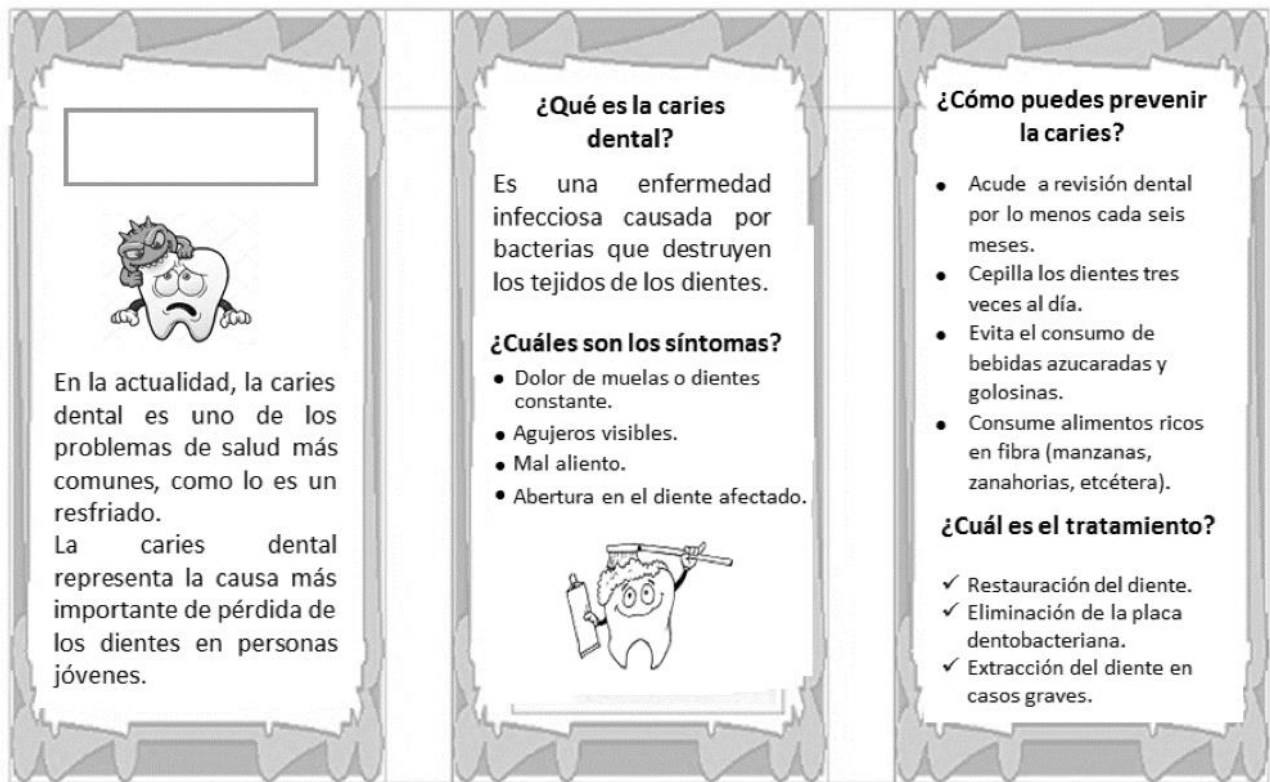 En la actualidad, la caries
dental es uno de los
problemas de salud más
comunes, como lo es un
resfriado.
La caries dental
representa la causa más
importante de pérdida de
los dientes en personas
jóvenes.
¿Qué es la caries
dental?
Es una enfermedad
infecciosa causada por
bacterias que destruyen
los tejidos de los dientes.
¿Cuáles son los síntomas?
• Dolor de muelas o dientes
constante.
• Agujeros visibles.
• Mal aliento.
• Abertura en el diente afectado.
¿Cómo puedes prevenir
la caries?
• Acude a revisión dental
por lo menos cada seis
meses.
• Cepilla los dientes tres
veces al día.
• Evita el consumo de
bebidas azucaradas y
golosinas.
• Consume alimentos ricos
en fibra (manzanas,
zanahorias, etcétera).
¿Cuál es el tratamiento?
✓ Restauración del diente.
✓ Eliminación de la placa
dentobacteriana.
✓ Extracción del diente en
casos graves.